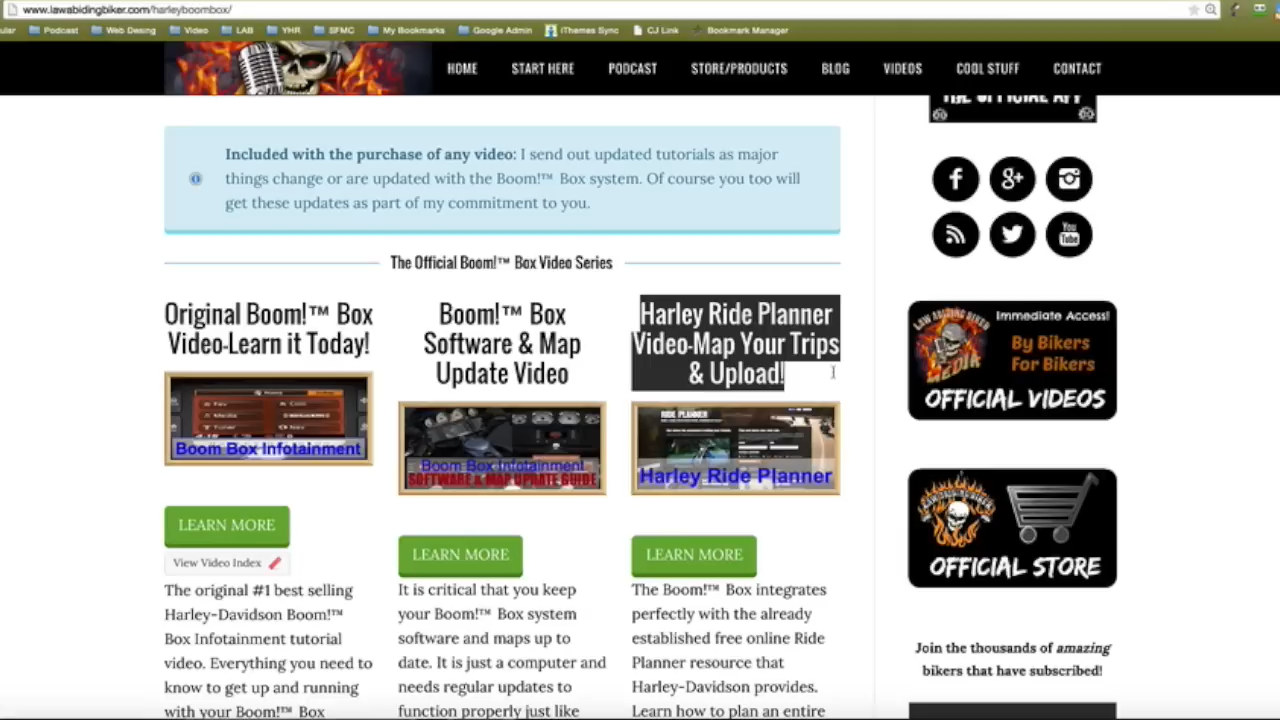 www.lawabidingbiker.com/harleyboombox/
ular Podcast Web Desing Video LAB YHR SFMC My Bookmarks Google Admin iThemes Sync CJ Link Bookmark Manager
HOME START HERE PODCAST STORE/PRODUCTS BLOG VIDEOS COOL STUFF CONTACT
THE OFFICIAL APP
Included with the purchase of any video: I send out updated tutorials as major
things change or are updated with the Boom!™ Box system. Of course you too will
get these updates as part of my commitment to you.
The Official Boom!™ Box Video Series
Original Boom!™ Box
Video-Learn it Today!
Boom Box Infotainment
LEARN MORE
View Video Index
The original #1 best selling
Harley-Davidson Boom!™
Box Infotainment tutorial
video. Everything you need to
know to get up and running
with your Boom!™ Box
Boom!™ Box
Software & Map
Update Video
Boom Box Infotainment
SOFTWARE & MAP UPDATE GUIDE
LEARN MORE
It is critical that you keep
your Boom!™ Box system
software and maps up to
date. It is just a computer and
needs regular updates to
function properly just like
Harley Ride Planner
Video-Map Your Trips
& Upload!
RIDE PLANNER
Harley Ride Planner
LEARN MORE
The Boom!™ Box integrates
perfectly with the already
established free online Ride
Planner resource that
Harley-Davidson provides.
Learn how to plan an entire
You
Tube
LAW ABIDING BIKER
MEDIA
Immediate Access!
By Bikers
For Bikers
OFFICIAL VIDEOS
LAW ABIDING BIKER
OFFICIAL STORE
Join the thousands of amazing
bikers that have subscribed!